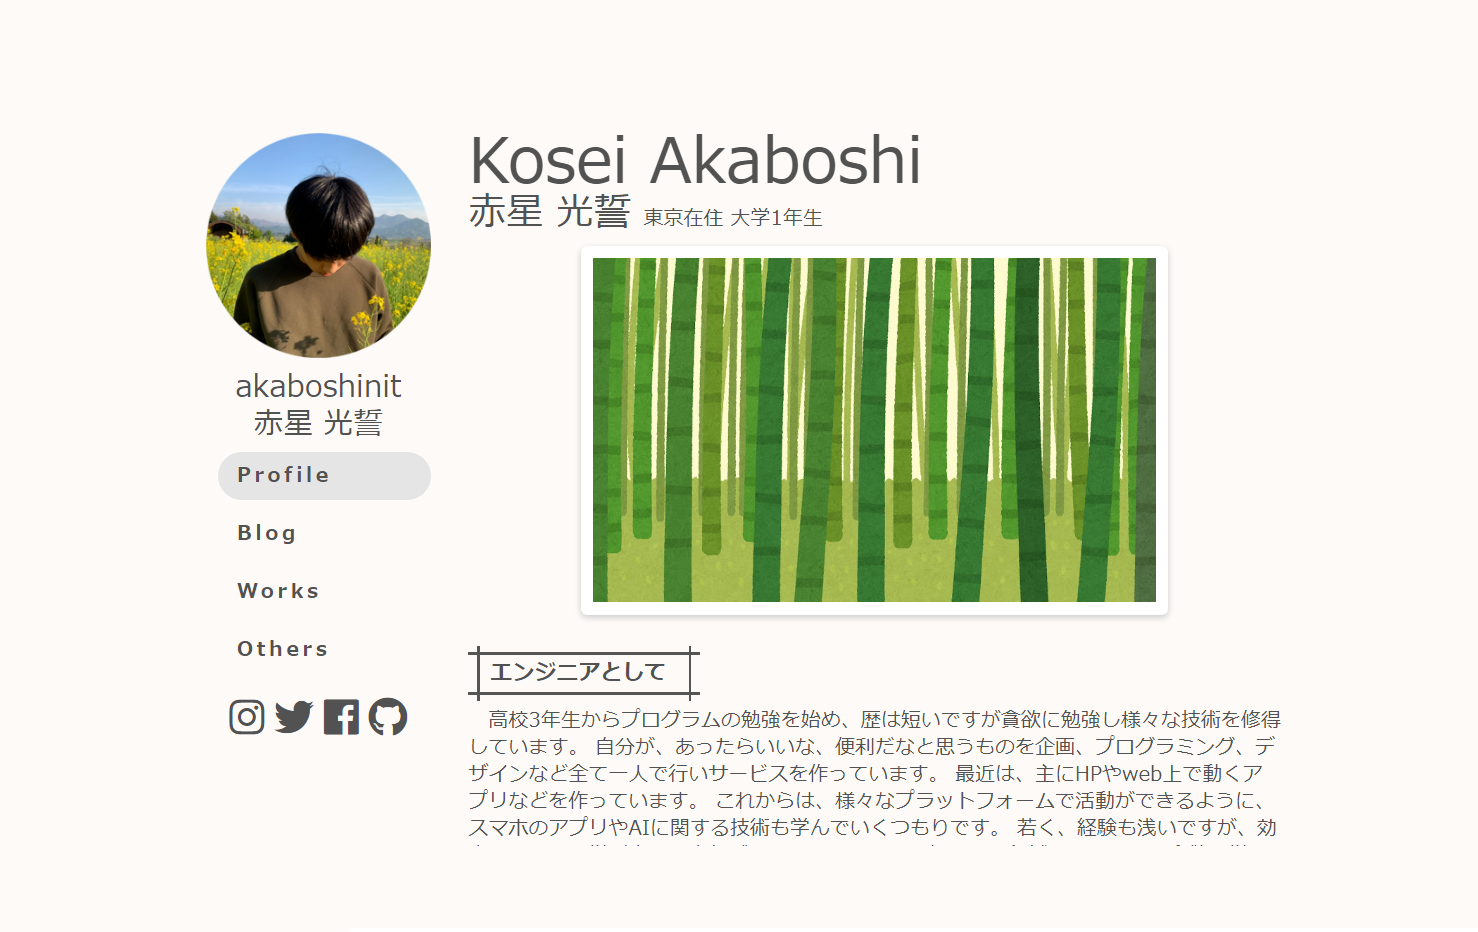 Kosei Akaboshi
赤星 光誓 東京在住 大学1年生
akaboshinit
赤星 光誓
Profile
Blog
Works
Others
エンジニアとして
高校3年生からプログラムの勉強を始め、歴は短いですが貪欲に勉強し様々な技術を修得
しています。 自分が、あったらいいな、便利だなと思うものを企画、プログラミング、デ
ザインなど全て一人で行いサービスを作っています。 最近は、主にHPやweb上で動くア
プリなどを作っています。 これからは、様々なプラットフォームで活動ができるように、
スマホのアプリやAIに関する技術も学んでいくつもりです。 若く、経験も浅いですが、効